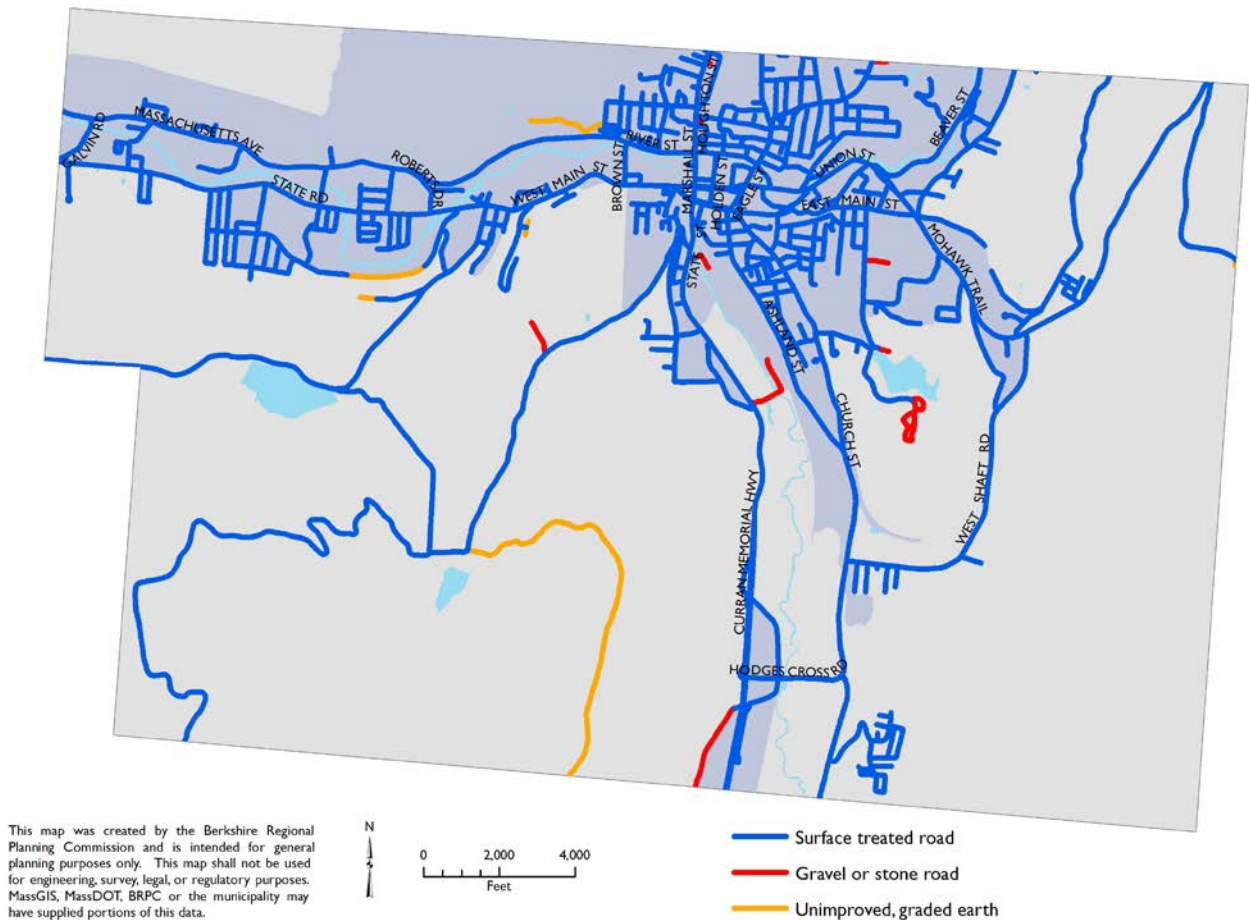 HOUGHTON ST
MASSACHUSETTS AVE
GALVIN RD
BEAVER ST
RIVER ST
MARSHALL ST
UNION ST
ROBERTS DR
WEST MAIN ST
BROWN ST
HOLDEN ST
EAGLE ST
STATE RD
EAST MAIN ST
STATE ST
MOHAWK TRAIL
ASHLAND ST
CHURCH ST
WEST SHAFT RD
CURRAN MEMORIAL HWY
HODGES CROSS RD
This map was created by the Berkshire Regional
Planning Commission and is intended for general
planning purposes only. This map shall not be used
for engineering, survey, legal, or regulatory purposes.
MassGIS, MassDOT, BRPC or the municipality may
have supplied portions of this data.
N
0 2,000 4,000
Feet
Surface treated road
Gravel or stone road
Unimproved, graded earth